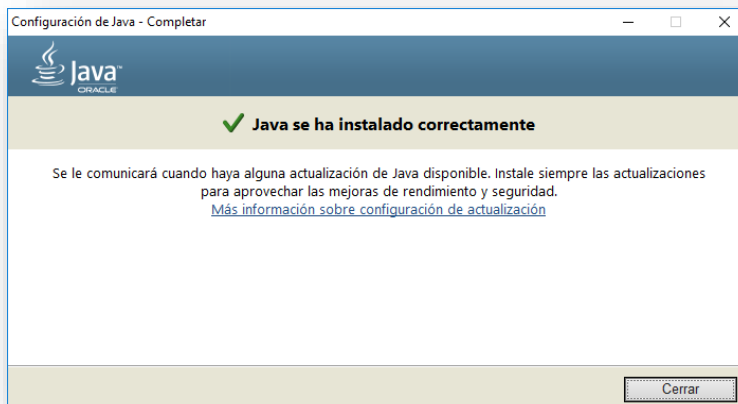 Configuración de Java - Completar
Java™
ORACLE
Java se ha instalado correctamente
Se le comunicará cuando haya alguna actualización de Java disponible. Instale siempre las actualizaciones
para aprovechar las mejoras de rendimiento y seguridad.
Más información sobre configuración de actualización
Cerrar